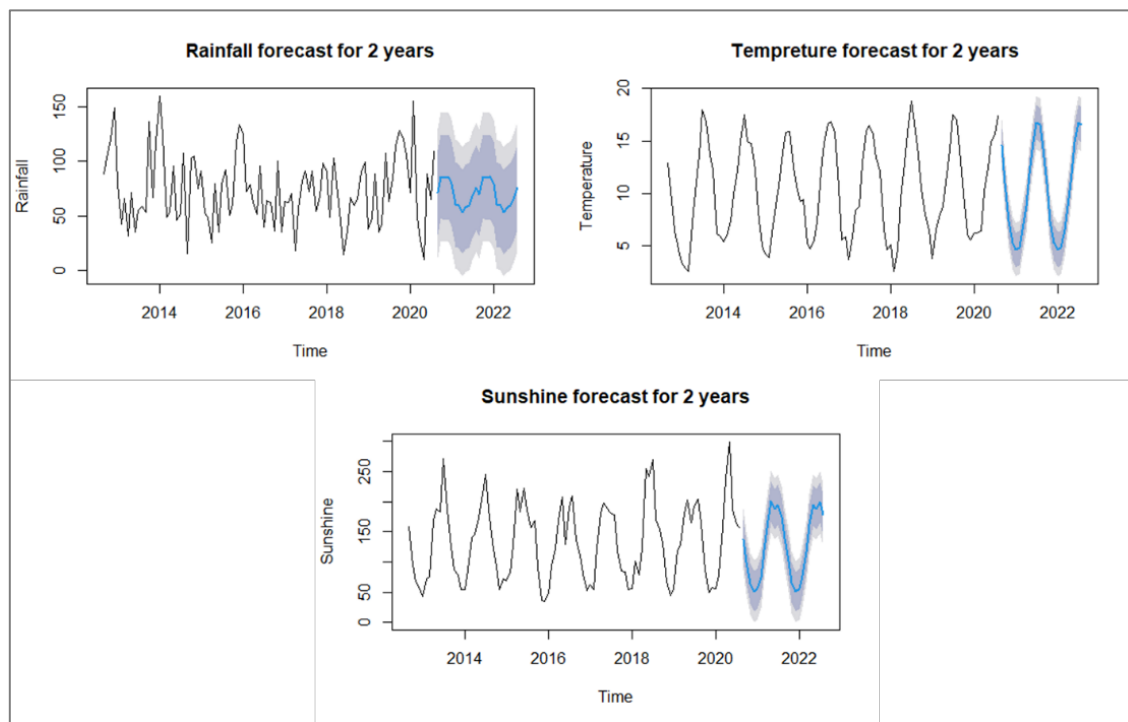 Rainfall forecast for 2 years
Rainfall
150
100
50
0
2014 2016 2018 2020 2022
Time
Tempreture forecast for 2 years
Temperature
20
15
10
5
2014 2016 2018 2020 2022
Time
Sunshine forecast for 2 years
Sunshine
250
150
50
0
2014 2016 2018 2020 2022
Time